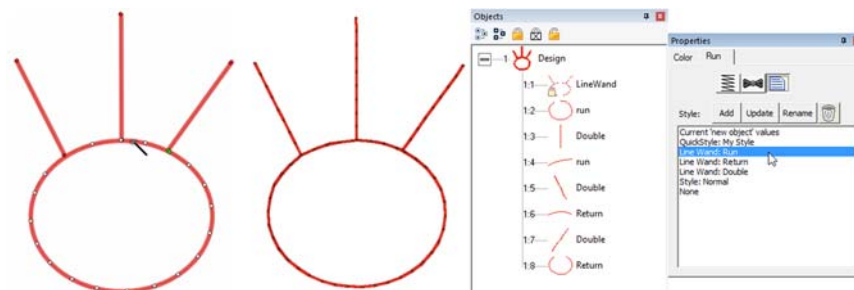 Objects
1 Design
1:1 LineWand
1:2 run
1:3 Double
1:4 run
1:5 Double
1:6 Return
1:7 Double
1:8 Return
Properties
Color Run
Style: Add Update Rename
Current 'new object' values
QuickStyle: My Style
Line Wand: Run
Line Wand: Return
Line Wand: Double
Style: Normal
None